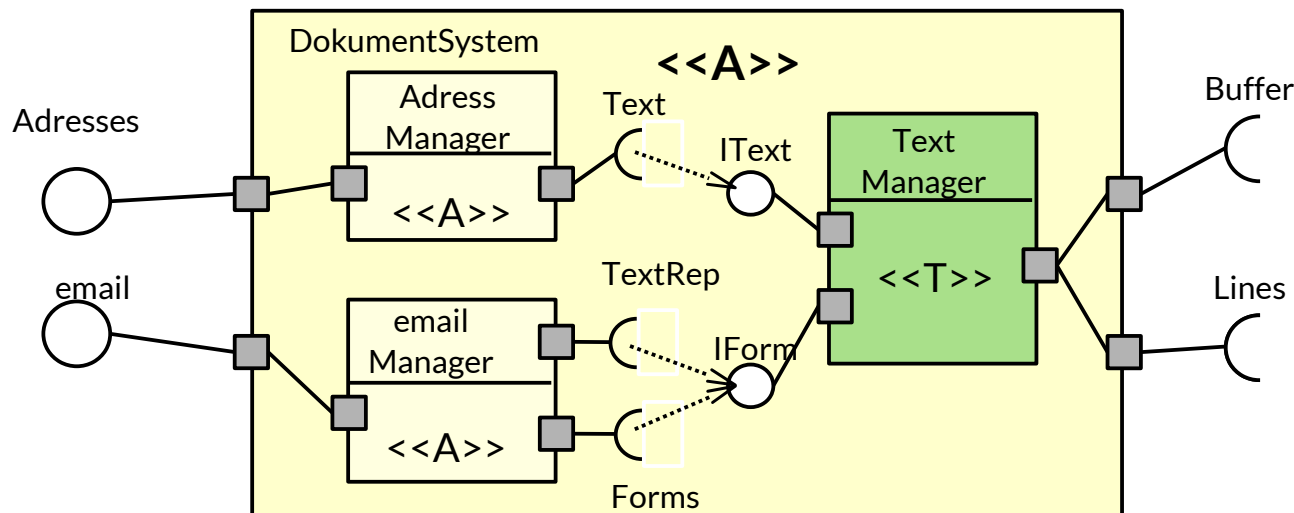 DokumentSystem
<<A>>
Adresses
Adress
Manager
<<A>>
Text
IText
Text
Manager
<<T>>
Buffer
email
email
Manager
<<A>>
TextRep
IForm
Forms
Lines